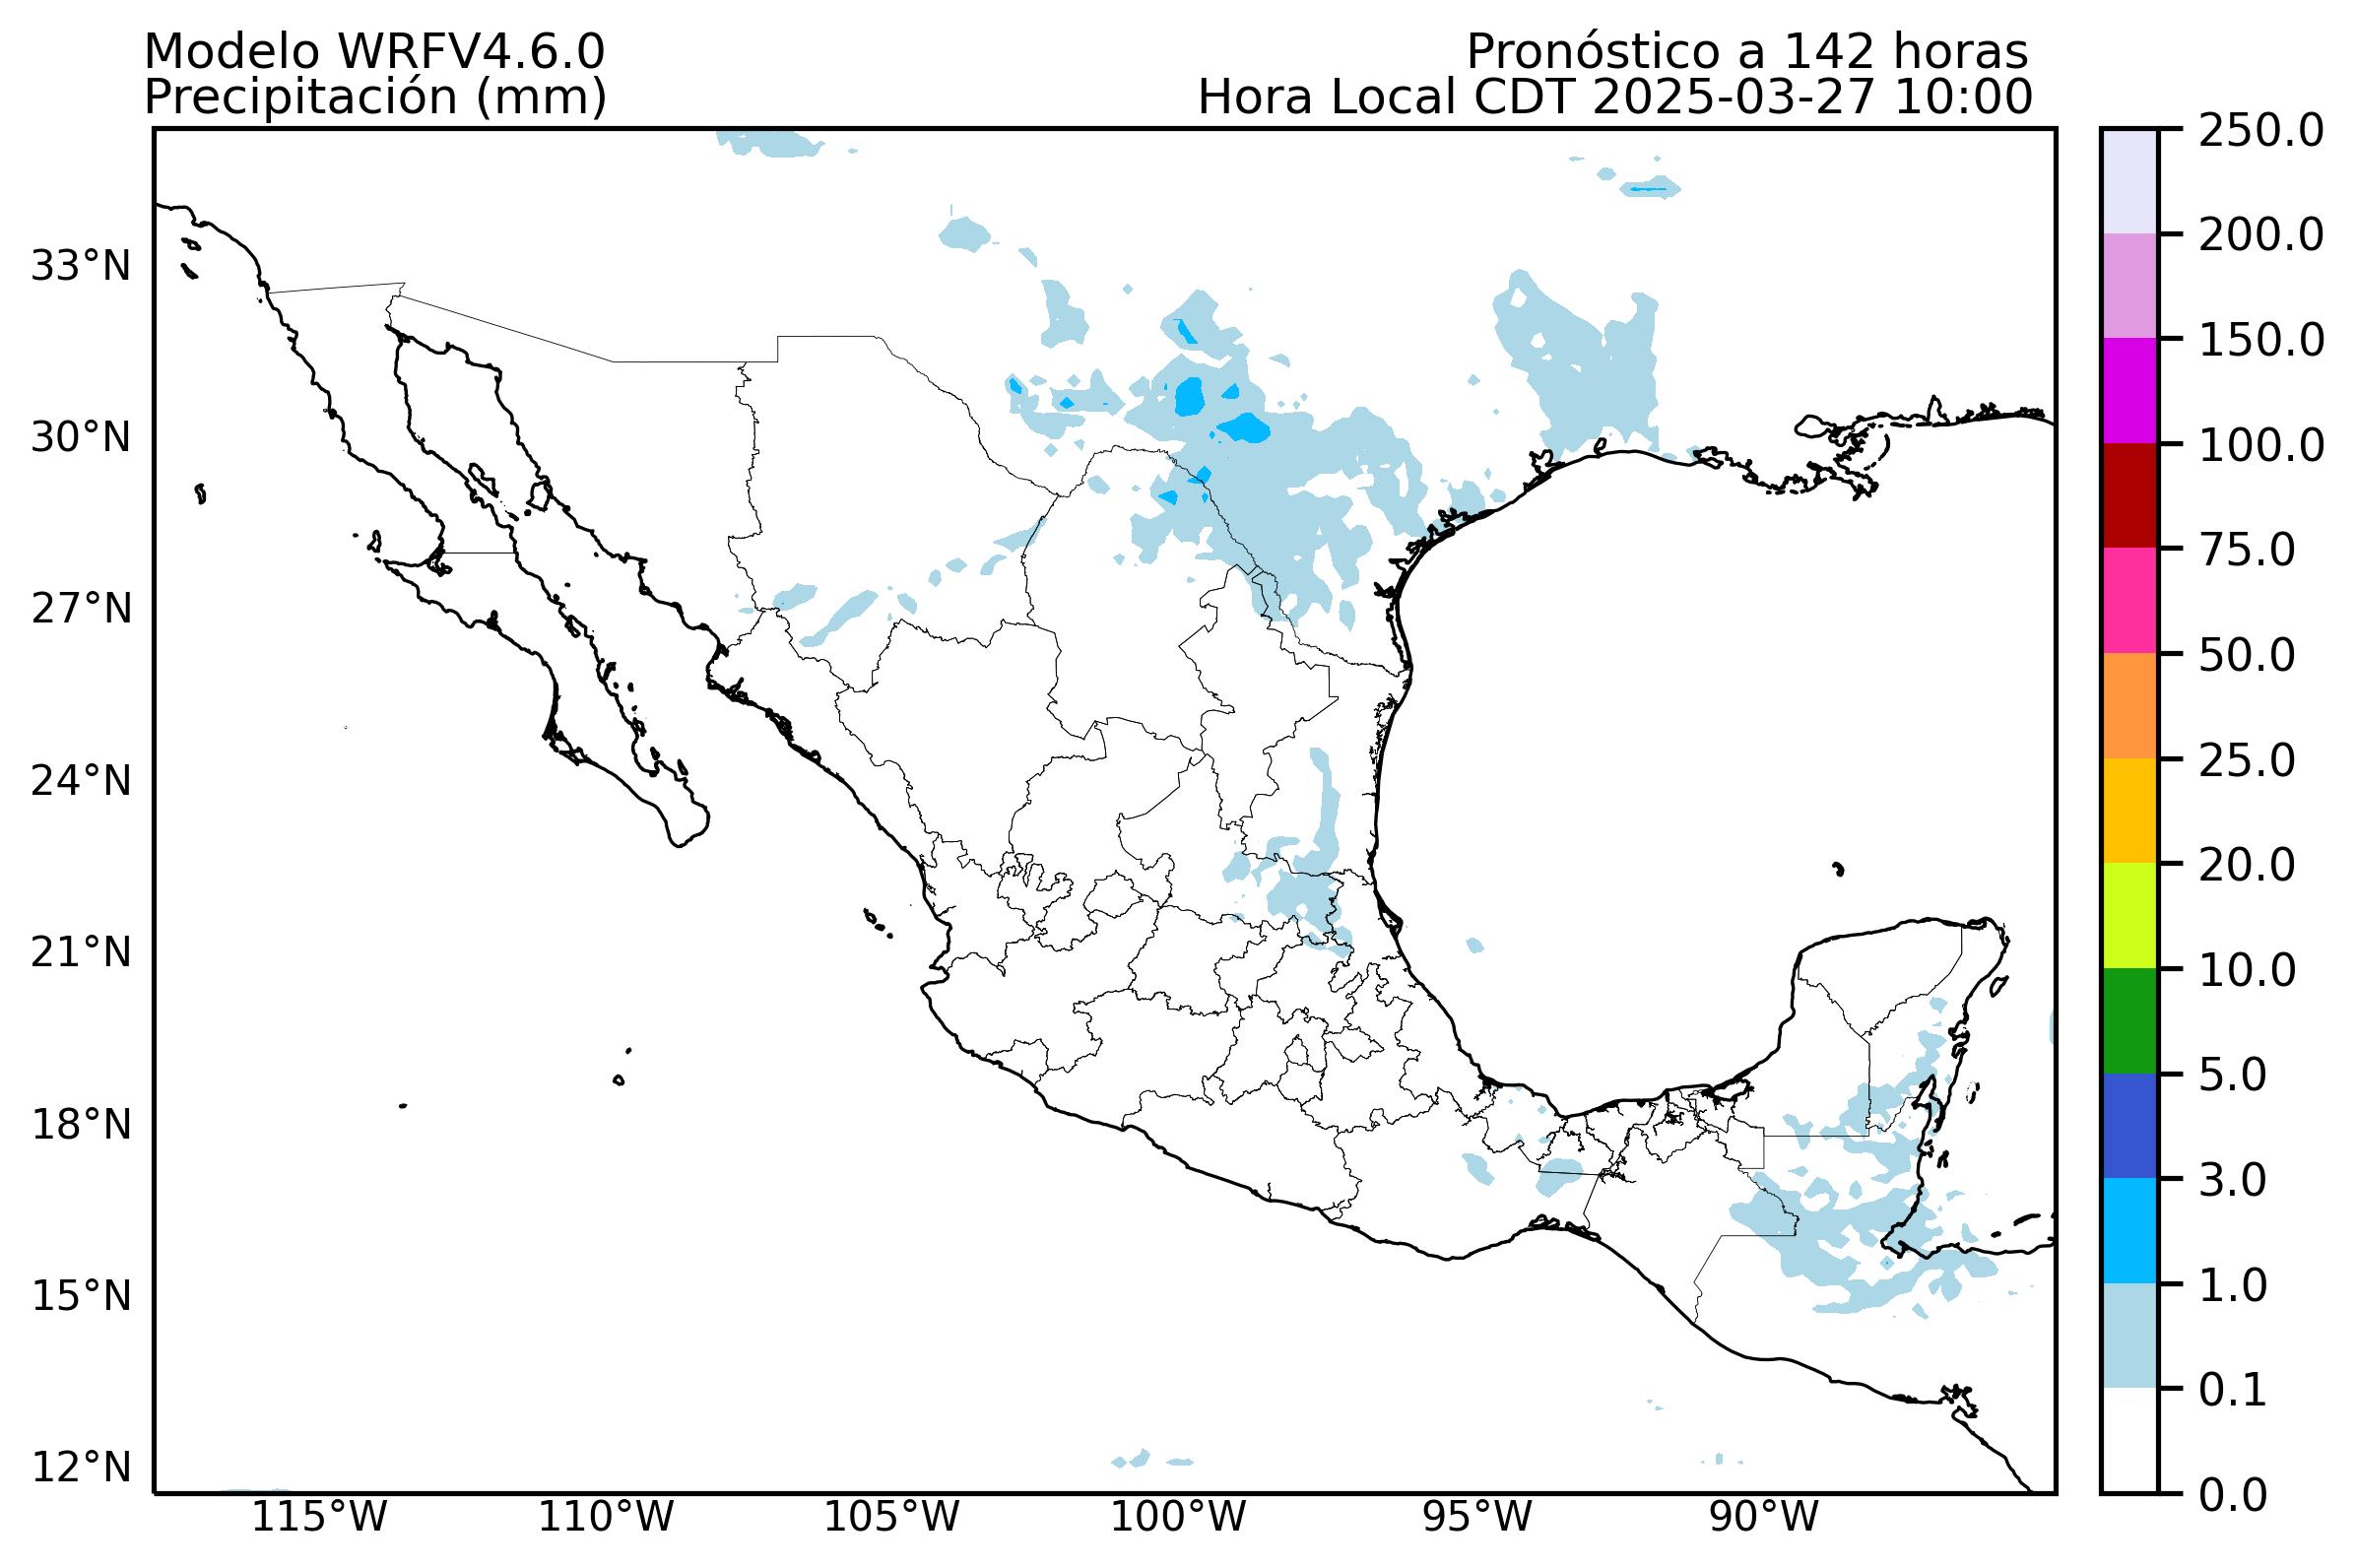 Modelo WRFV4.6.0
Pronóstico a 142 horas
Precipitación (mm)
Hora Local CDT 2025-03-27 10:00
250.0
200.0
150.0
100.0
75.0
50.0
25.0
20.0
10.0
5.0
3.0
1.0
0.1
0.0
33°N
30°N
27°N
24°N
21°N
18°N
15°N
12°N
115°W
110°W
105°W
100°W
95°W
90°W